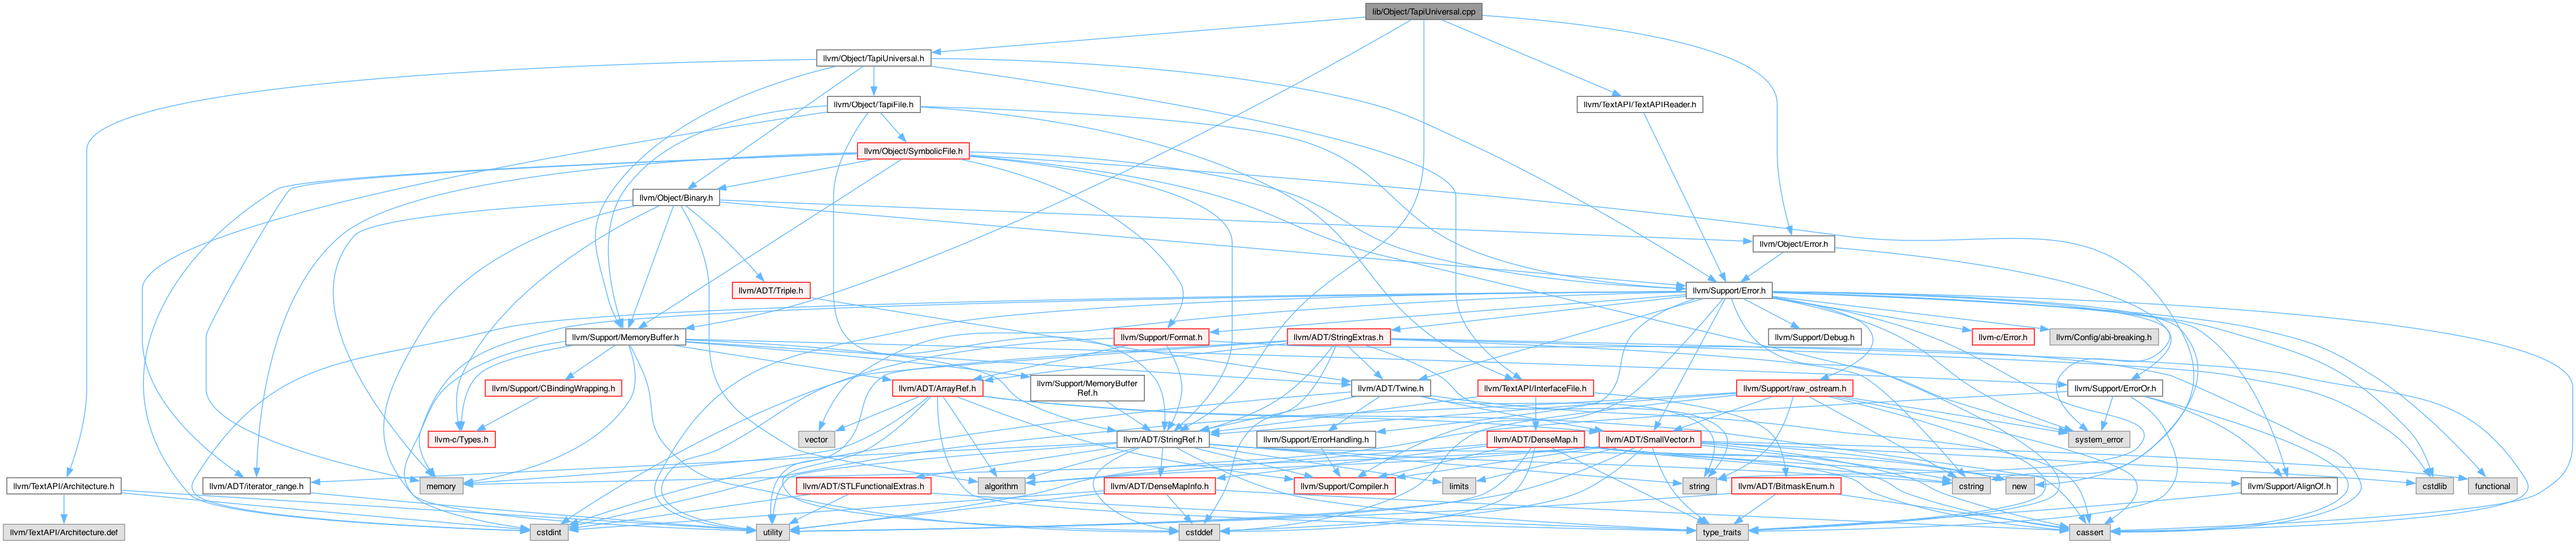 lib/Object/TapiUniversal.cpp
llvm/Object/TapiUniversal.h
llvm/Object/TapiFile.h
llvm/TextAPI/TextAPIReader.h
llvm/Object/SymbolicFile.h
llvm/Object/Binary.h
llvm/Object/Error.h
llvm/ADT/Triple.h
llvm/Support/Error.h
llvm/Support/MemoryBuffer.h
llvm/Support/Format.h
llvm/ADT/StringExtras.h
llvm/Support/Debug.h
llvm-c/Error.h
llvm/Config/abi-breaking.h
llvm/Support/CBindingWrapping.h
llvm/ADT/ArrayRef.h
llvm/Support/MemoryBuffer
Ref.h
llvm/ADT/Twine.h
llvm/TextAPI/InterfaceFile.h
llvm/Support/raw_ostream.h
llvm/Support/ErrorOr.h
llvm-c/Types.h
vector
llvm/ADT/StringRef.h
llvm/Support/ErrorHandling.h
llvm/ADT/DenseMap.h
llvm/ADT/SmallVector.h
system_error
llvm/TextAPI/Architecture.h
llvm/ADT/iterator_range.h
memory
llvm/ADT/STLFunctionalExtras.h
algorithm
llvm/ADT/DenseMapInfo.h
llvm/Support/Compiler.h
limits
string
llvm/ADT/BitmaskEnum.h
cstring
new
llvm/Support/AlignOf.h
cstdlib
functional
llvm/TextAPI/Architecture.def
cstdint
utility
cstddef
type_traits
cassert